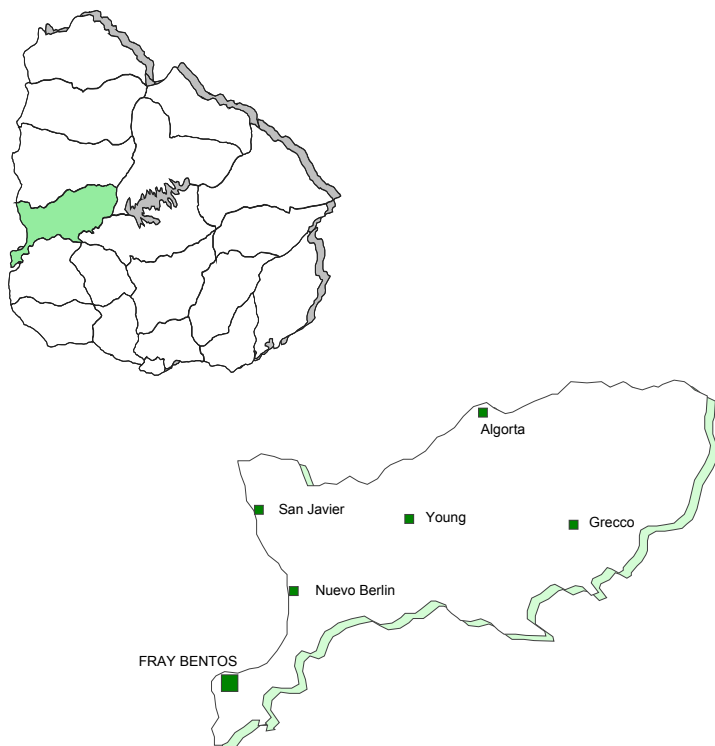 Algorta
San Javier
Young
Grecco
Nuevo Berlin
FRAY BENTOS